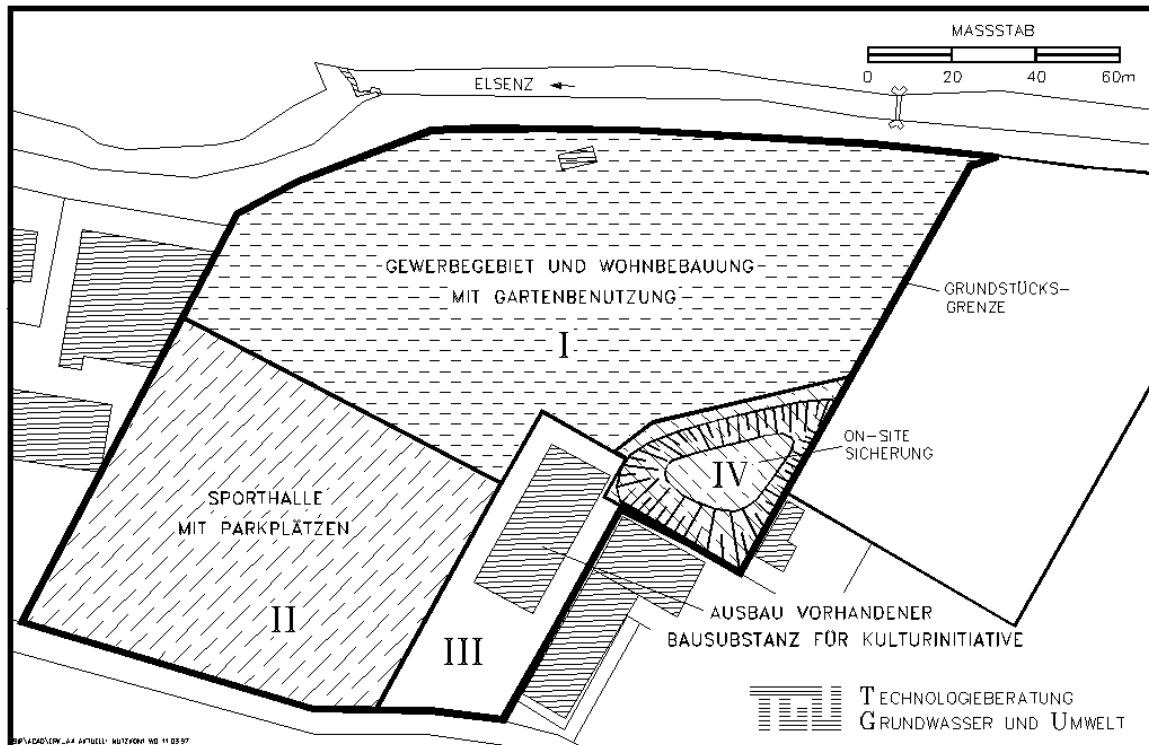 MASSSTAB
0 20 40 60m
ELSENZ
GEWERBEGEBIET UND WOHNBEBAUUNG
MIT GARTENBENUTZUNG
I
GRUNDSTÜCKS-
GRENZE
ON-SITE
SICHERUNG
IV
SPORTHALLE
MIT PARKPLÄTZEN
II
III
AUSBAU VORHANDENER
BAUSUBSTANZ FÜR KULTURINITIATIVE
TGU
TECHNOLOGIEBERATUNG
GRUNDWASSER UND UMWELT